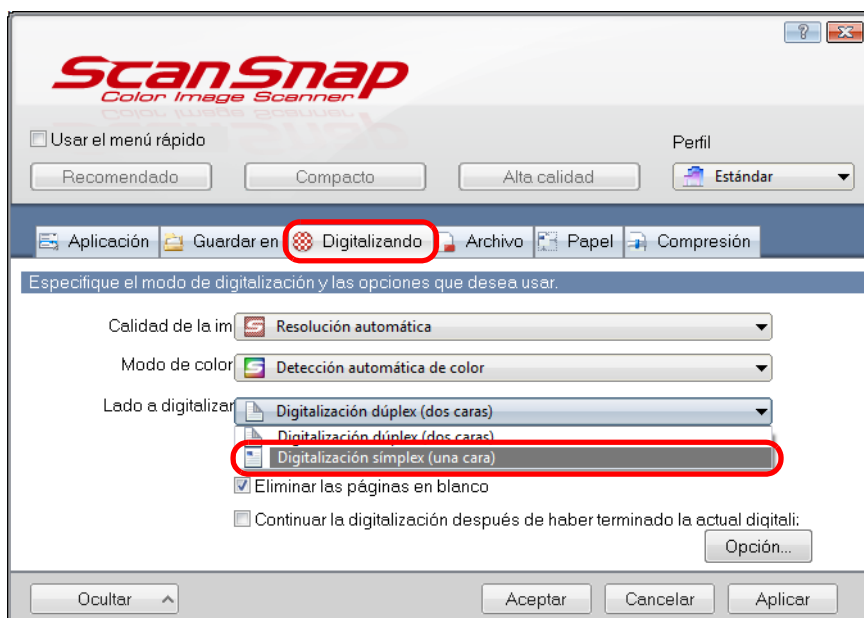 ScanSnap
Color Image Scanner
Usar el menú rápido
Perfil
Recomendado
Compacto
Alta calidad
Estándar
Aplicación
Guardar en
Digitalizando
Archivo
Papel
Compresión
Especifique el modo de digitalización y las opciones que desea usar.
Calidad de la im
Resolución automática
Modo de color
Detección automática de color
Lado a digitalizar
Digitalización dúplex (dos caras)
Digitalización dúplex (dos caras)
Digitalización símplex (una cara)
Eliminar las páginas en blanco
Continuar la digitalización después de haber terminado la actual digitali
Opción...
Ocultar
Aceptar
Cancelar
Aplicar